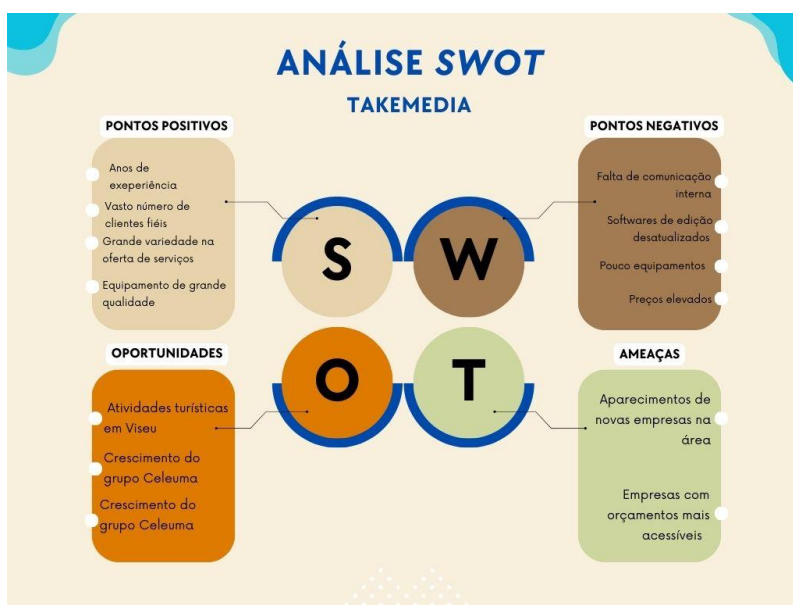 ANÁLISE SWOT
TAKEMEDIA
PONTOS POSITIVOS
Anos de
exeperiência
Vasto número de
clientes fiéis
Grande variedade na
oferta de serviços
Equipamento de grande
qualidade
PONTOS NEGATIVOS
Falta de comunicação
interna
Softwares de edição
desatualizados
Pouco equipamentos
Preços elevados
S
W
O
T
OPORTUNIDADES
Atividades turísticas
em Viseu
Crescimento do
grupo Celeuma
Crescimento do
grupo Celeuma
AMEAÇAS
Aparecimentos de
novas empresas na
área
Empresas com
orçamentos mais
acessíveis